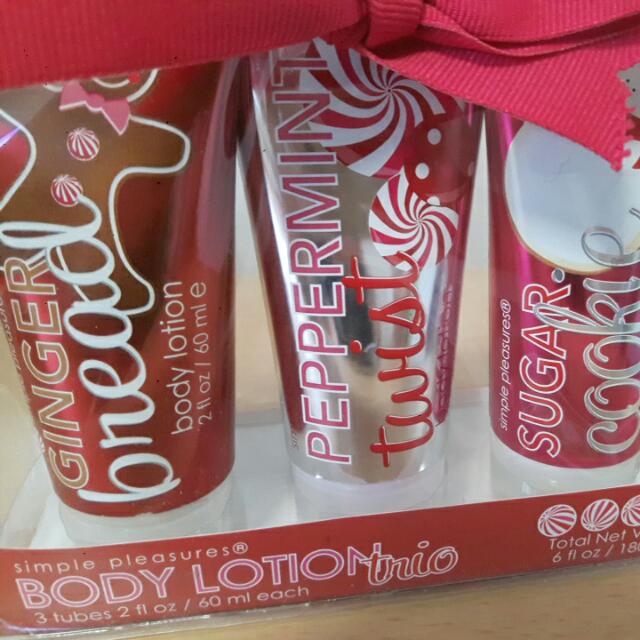 GINGER
bread
body lotion
2 fl oz / 60 ml e
PEPPERMINT
twist
simple pleasures®
SUGAR
cookie
simple pleasures®
BODY LOTION trio
3 tubes 2 fl oz / 60 ml each
Total Net
6 fl oz / 180